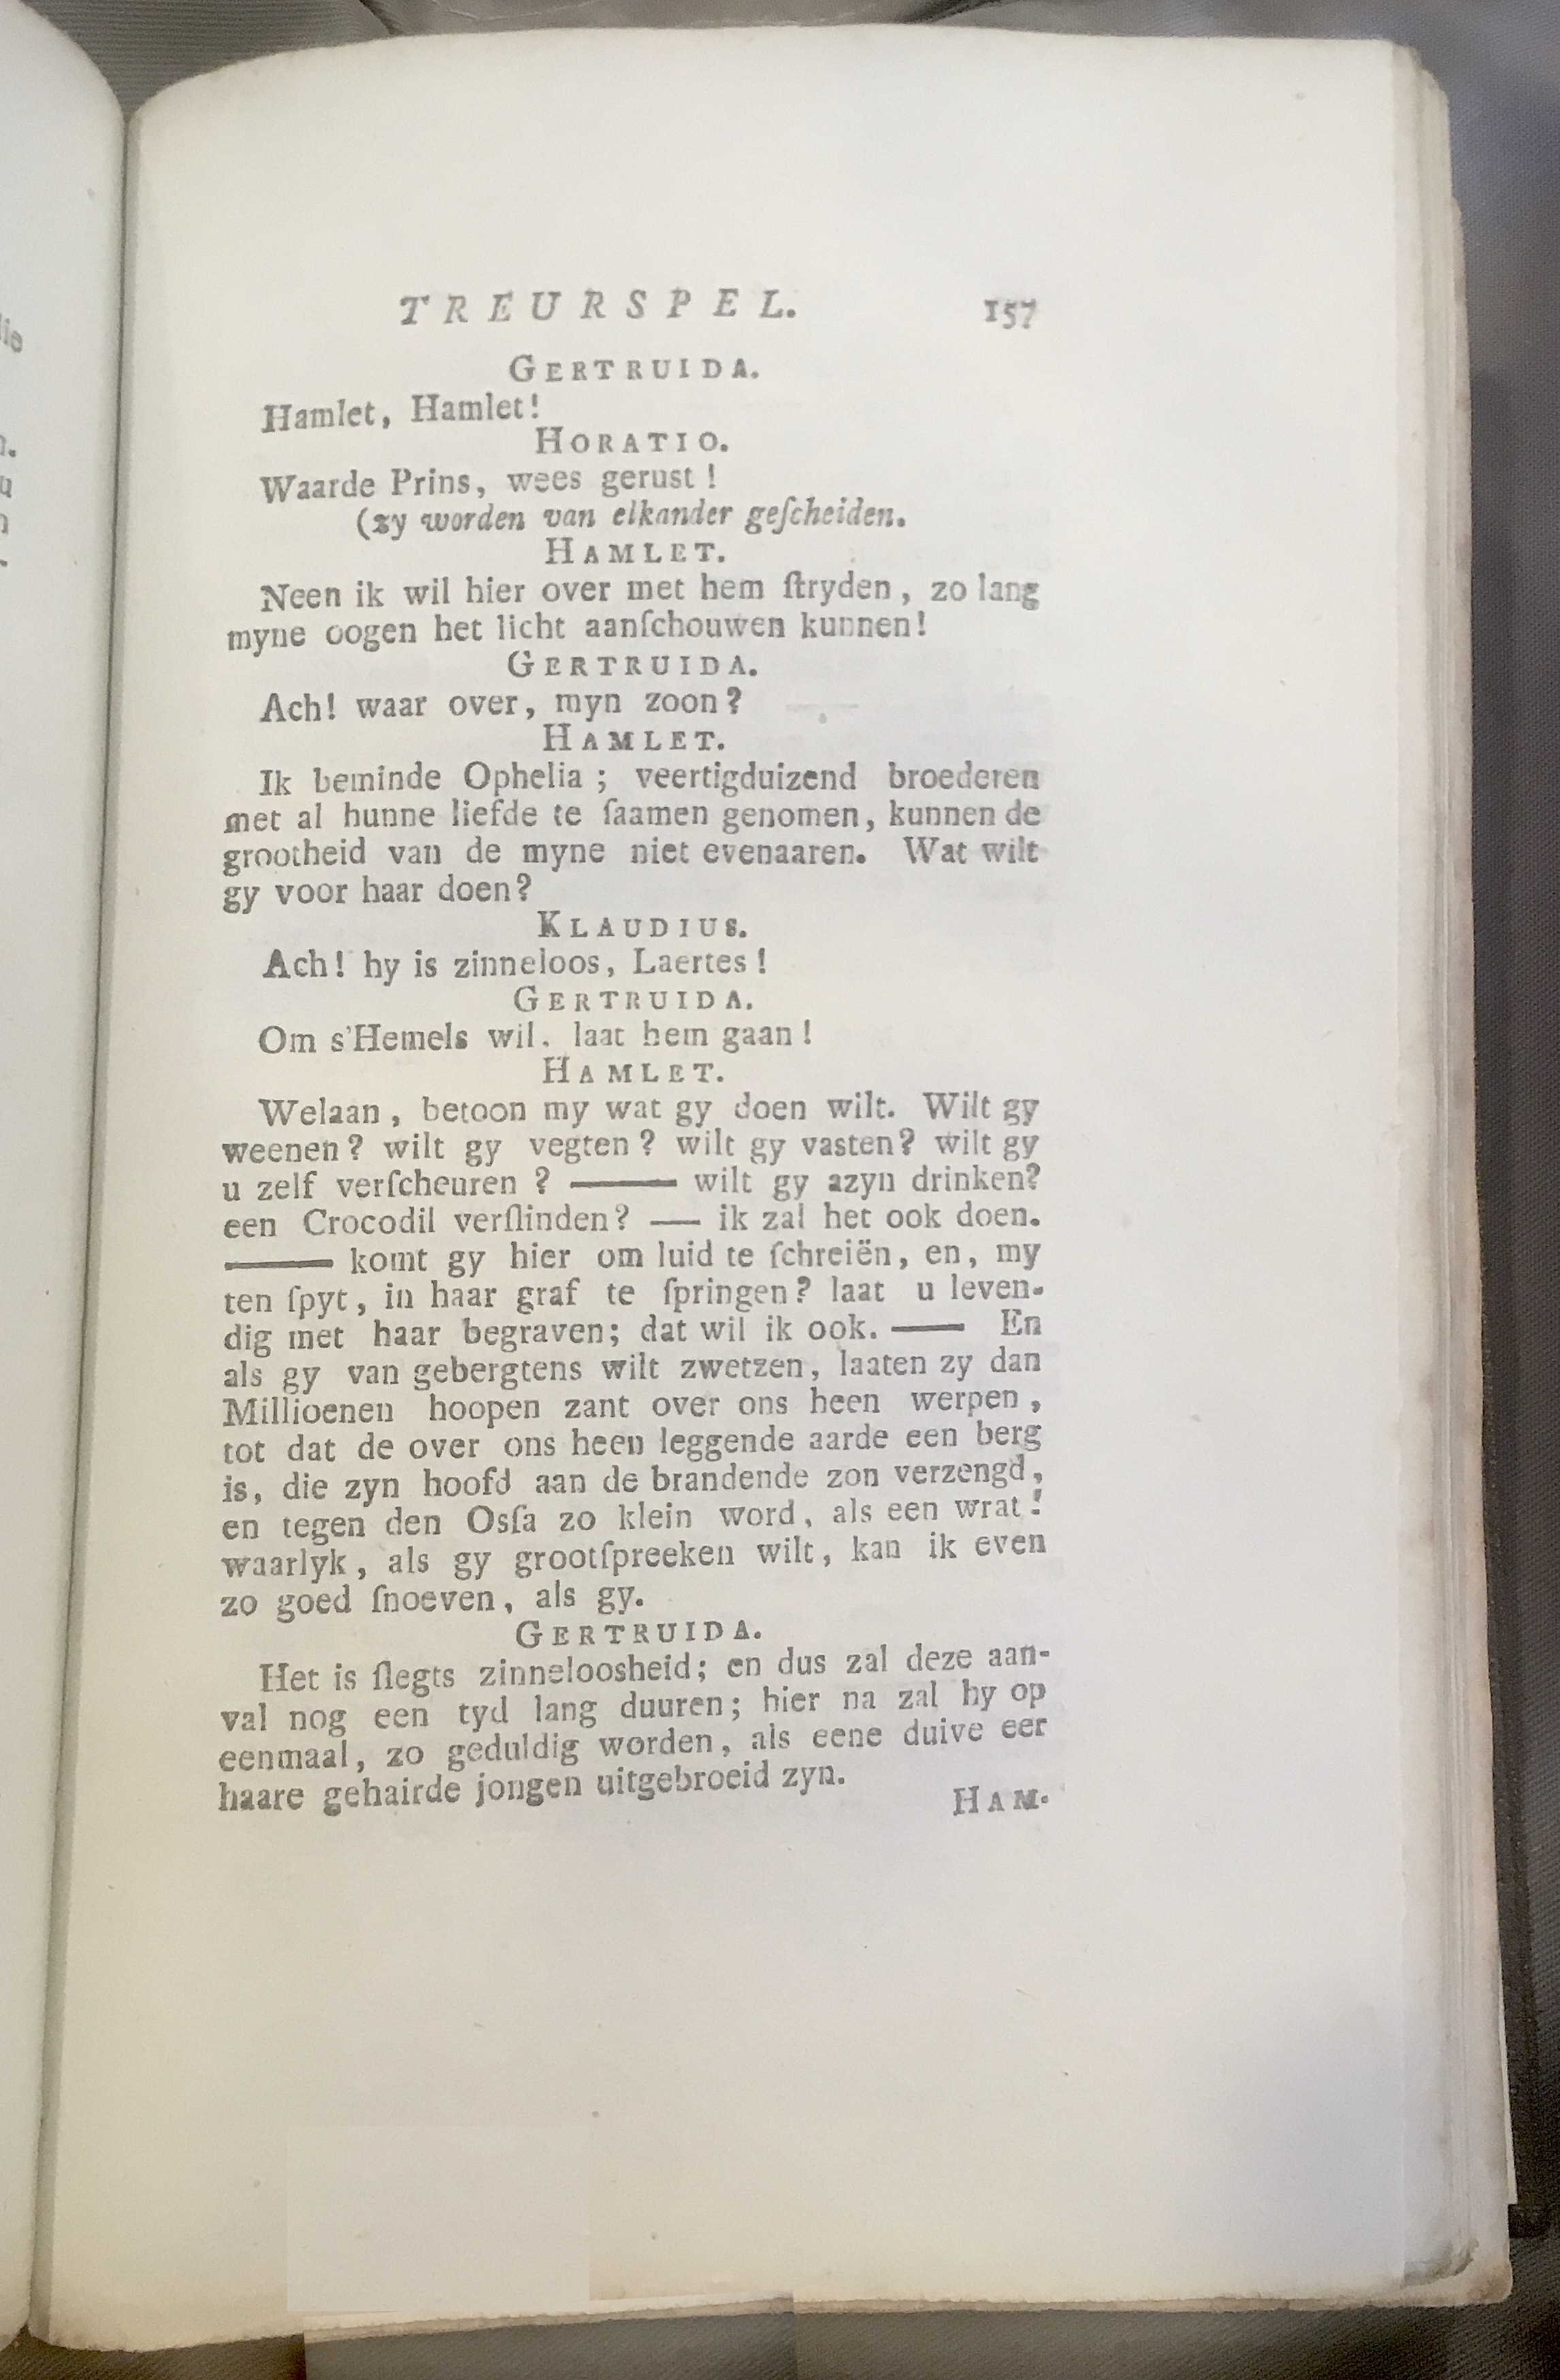 TREURSPEL. 157
GERTRUIDA.
Hamlet, Hamlet!
HORATIO.
Waarde Prins, wees gerust!
(zy worden van elkander geſcheiden.
HAMLET.
Neen ik wil hier over met hem ſtryden, zo lang
myne oogen het licht aanſchouwen kunnen!
GERTRUIDA.
Ach! waar over, myn zoon?
HAMLET.
Ik beminde Ophelia; veertigduizend broederen
met al hunne liefde te ſaamen genomen, kunnen de
grootheid van de myne niet evenaaren. Wat wilt
gy voor haar doen?
KLAUDIUS.
Ach! hy is zinneloos, Laertes!
GERTRUIDA.
Om s'Hemels wil, laat hem gaan!
HAMLET.
Welaan, betoon my wat gy doen wilt. Wilt gy
weenen? wilt gy vegten? wilt gy vasten? wilt gy
u zelf verſcheuren? —— wilt gy azyn drinken?
een Crocodil verſlinden? — ik zal het ook doen.
—— komt gy hier om luid te ſchreiën, en, my
ten ſpyt, in haar graf te ſpringen? laat u leven-
dig met haar begraven; dat wil ik ook. — En
als gy van gebergtens wilt zwetzen, laaten zy dan
Millioenen hoopen zant over ons heen werpen,
tot dat de over ons heen leggende aarde een berg
is, die zyn hoofd aan de brandende zon verzengd,
en tegen den Osſa zo klein word, als een wrat!
waarlyk, als gy grootſpreeken wilt, kan ik even
zo goed ſnoeven, als gy.
GERTRUIDA.
Het is ſlegts zinneloosheid; en dus zal deze aan-
val nog een tyd lang duuren; hier na zal hy op
eenmaal, zo geduldig worden, als eene duive eer
haare gehairde jongen uitgebroeid zyn.
HAM-